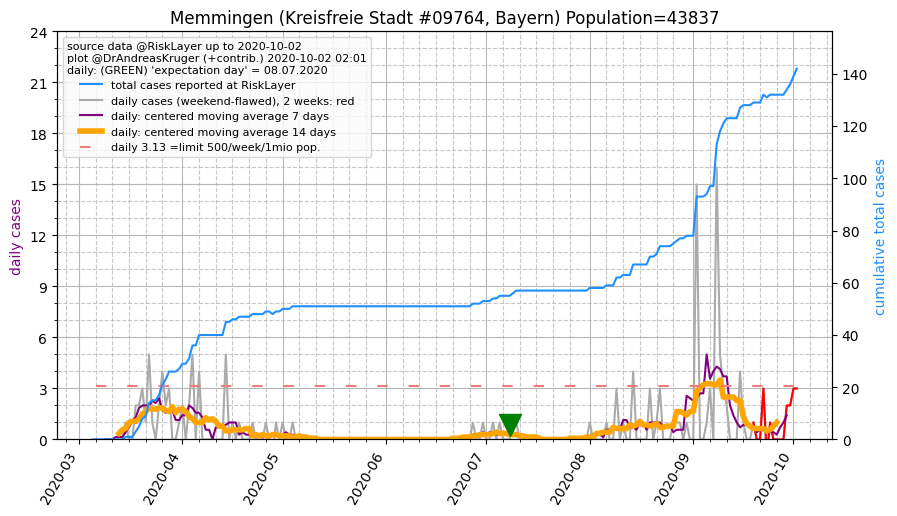 Memmingen (Kreisfreie Stadt #09764, Bayern) Population=43837
source data @RiskLayer up to 2020-10-02
plot @DrAndreasKruger (+contrib.) 2020-10-02 02:01
daily: (GREEN) 'expectation day' = 08.07.2020
total cases reported at RiskLayer
daily cases (weekend-flawed), 2 weeks: red
daily: centered moving average 7 days
daily: centered moving average 14 days
daily 3.13 =limit 500/week/1mio pop.
daily cases
24
21
18
15
12
9
6
3
0
cumulative total cases
140
120
100
80
60
40
20
0
2020-03
2020-04
2020-05
2020-06
2020-07
2020-08
2020-09
2020-10